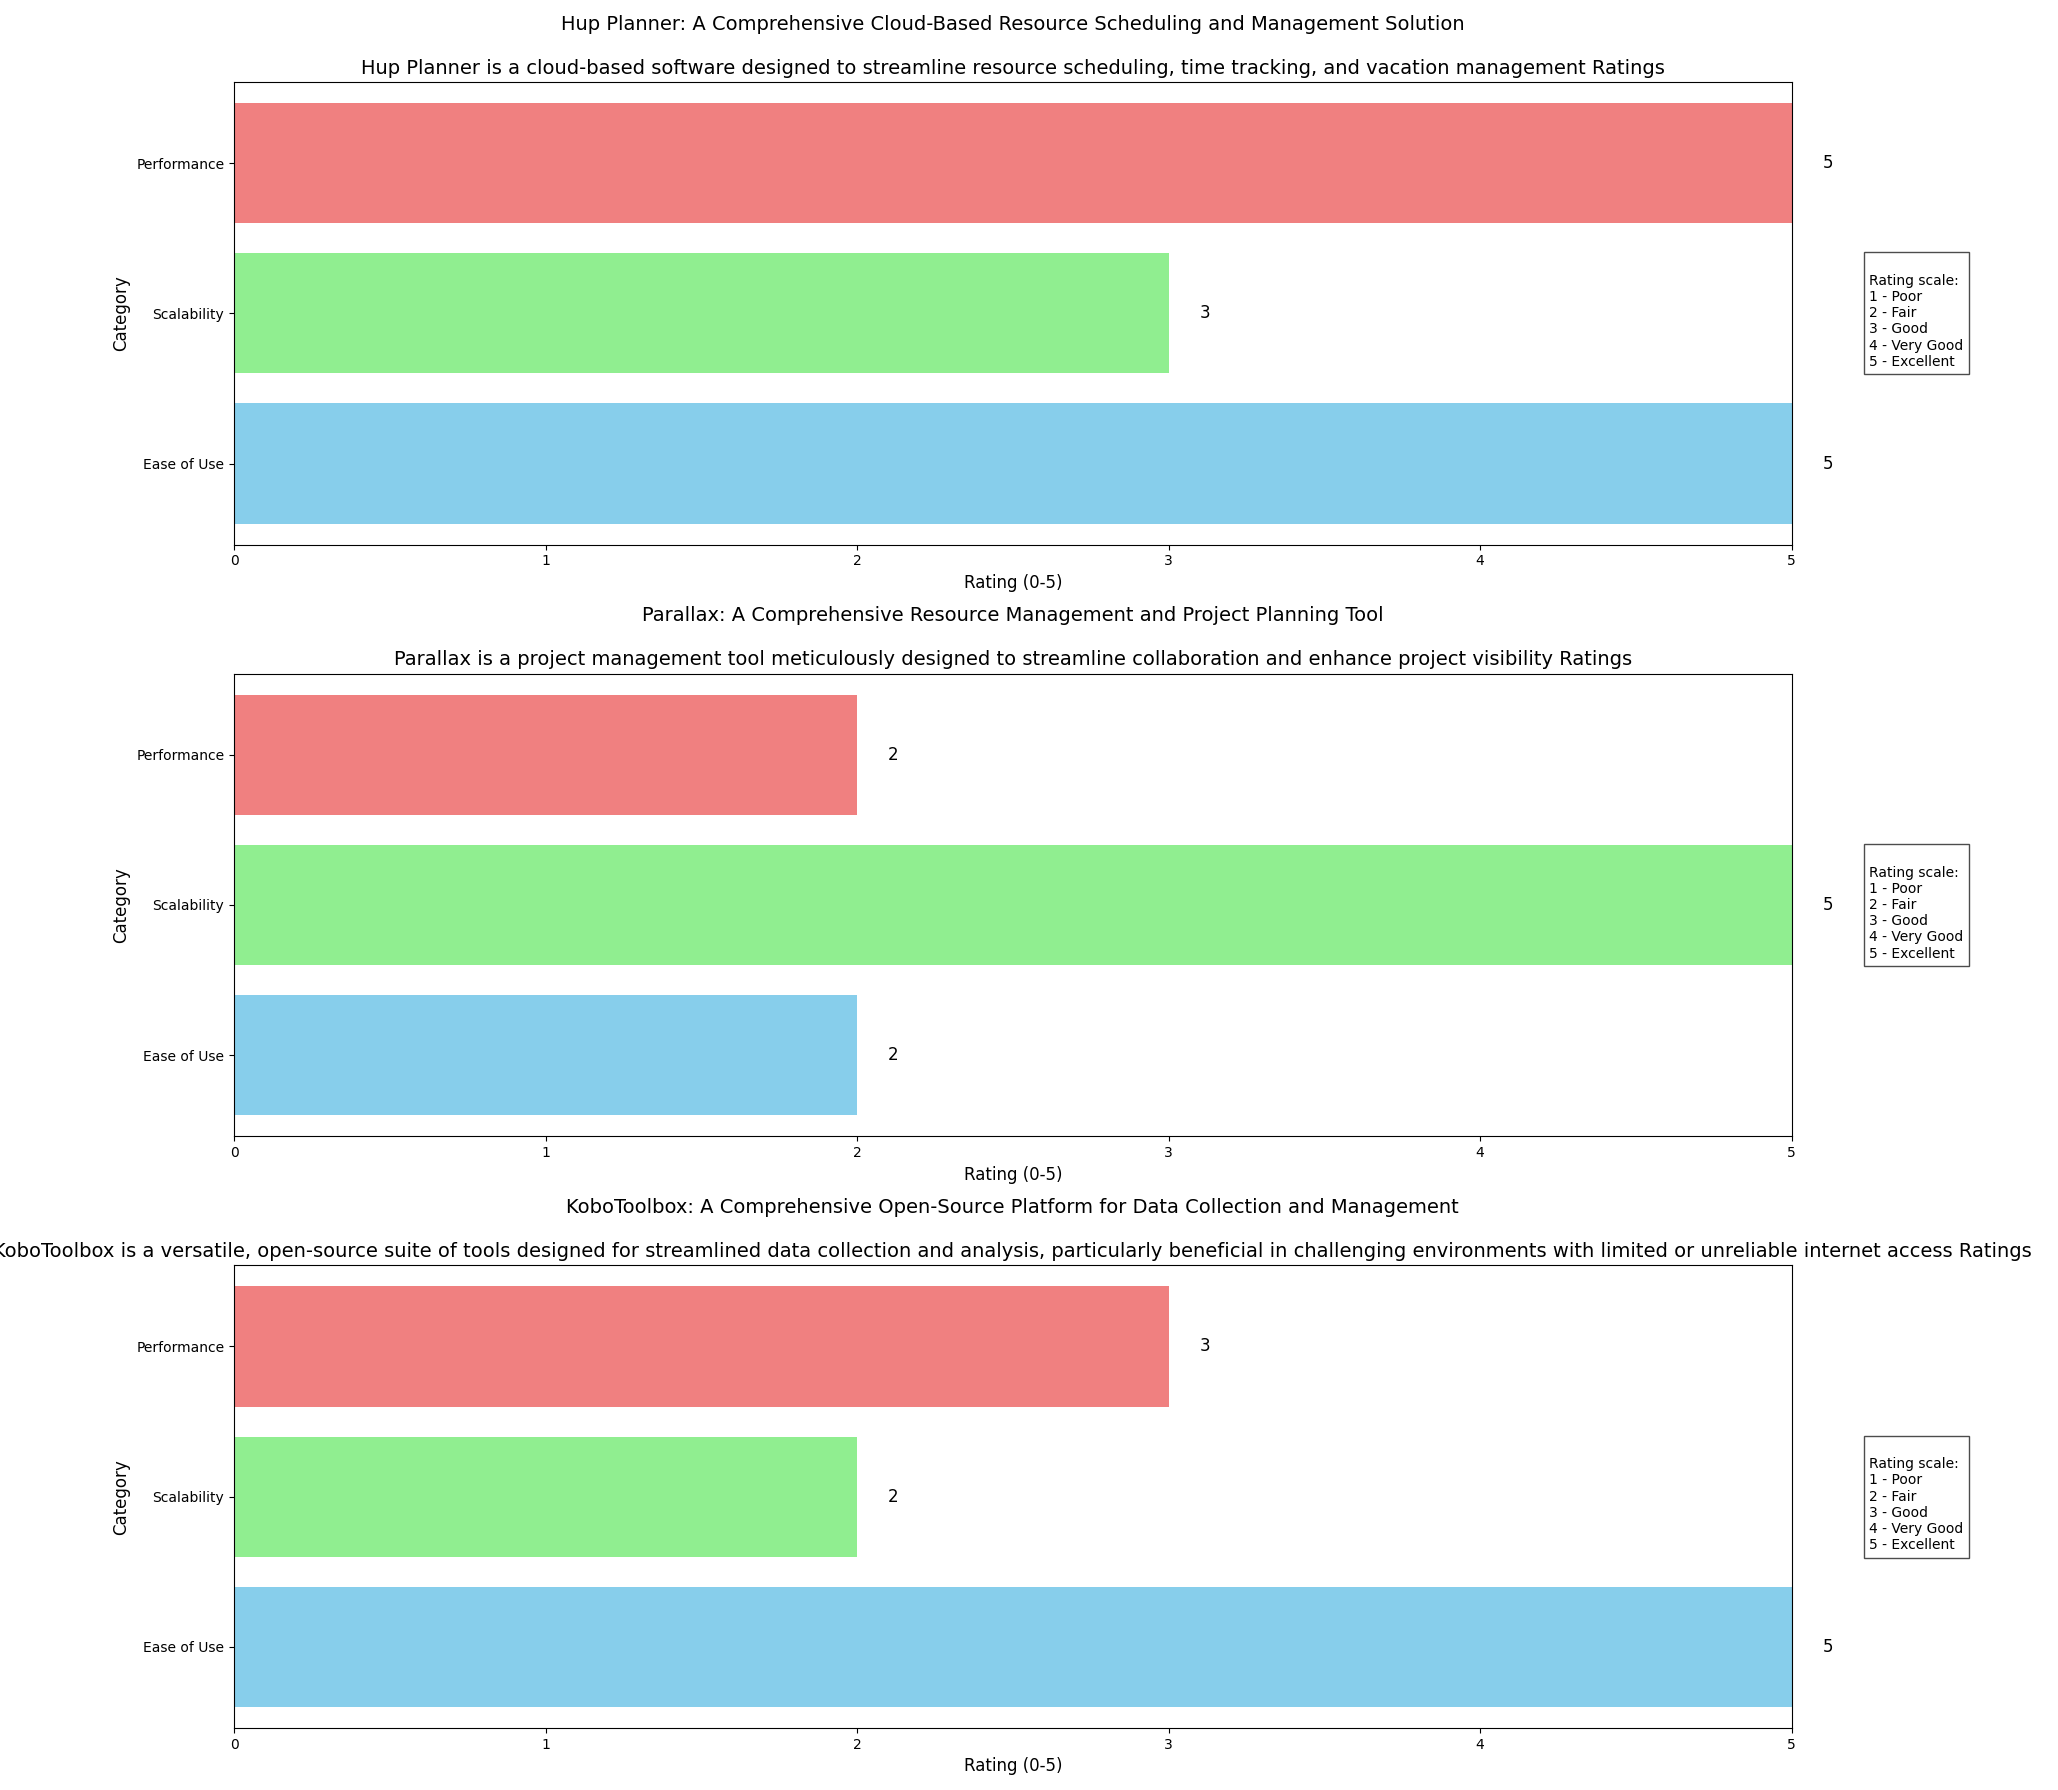 Hup Planner: A Comprehensive Cloud-Based Resource Scheduling and Management Solution
Hup Planner is a cloud-based software designed to streamline resource scheduling, time tracking, and vacation management Ratings
Performance
5
Category
Scalability
3
Rating scale:
1 - Poor
2 - Fair
3 - Good
4 - Very Good
5 - Excellent
Ease of Use
5
0 1 2 3 4 5
Rating (0-5)
Parallax: A Comprehensive Resource Management and Project Planning Tool
Parallax is a project management tool meticulously designed to streamline collaboration and enhance project visibility Ratings
Performance
2
Category
Scalability
5
Rating scale:
1 - Poor
2 - Fair
3 - Good
4 - Very Good
5 - Excellent
Ease of Use
2
0 1 2 3 4 5
Rating (0-5)
KoboToolbox: A Comprehensive Open-Source Platform for Data Collection and Management
KoboToolbox is a versatile, open-source suite of tools designed for streamlined data collection and analysis, particularly beneficial in challenging environments with limited or unreliable internet access Ratings
Performance
3
Category
Scalability
2
Rating scale:
1 - Poor
2 - Fair
3 - Good
4 - Very Good
5 - Excellent
Ease of Use
5
0 1 2 3 4 5
Rating (0-5)